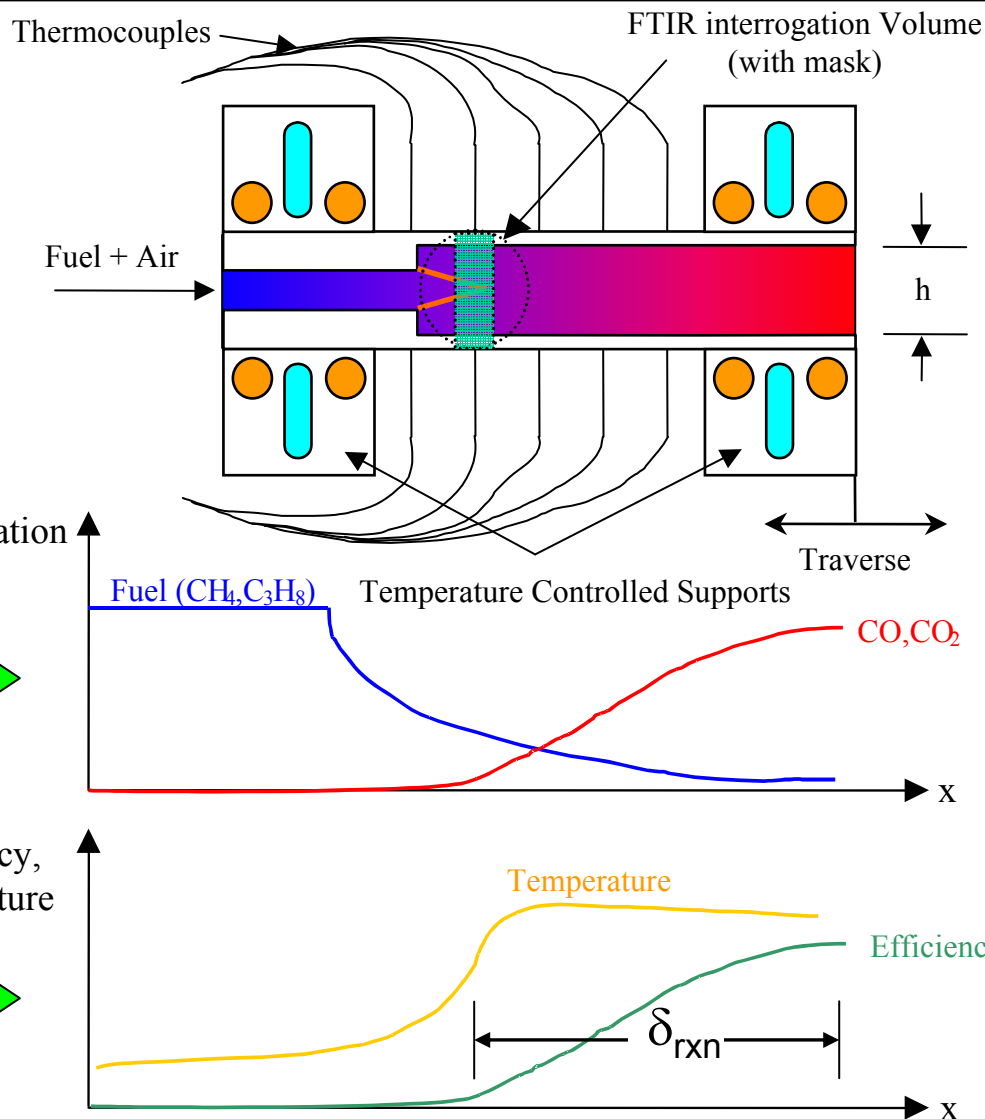 Thermocouples
FTIR interrogation Volume
(with mask)
Fuel + Air
h
Traverse
Temperature Controlled Supports
ation
Fuel (CH₄,C₃H₈)
CO,CO₂
x
cy,
ture
Temperature
Efficienc
δrxn
x